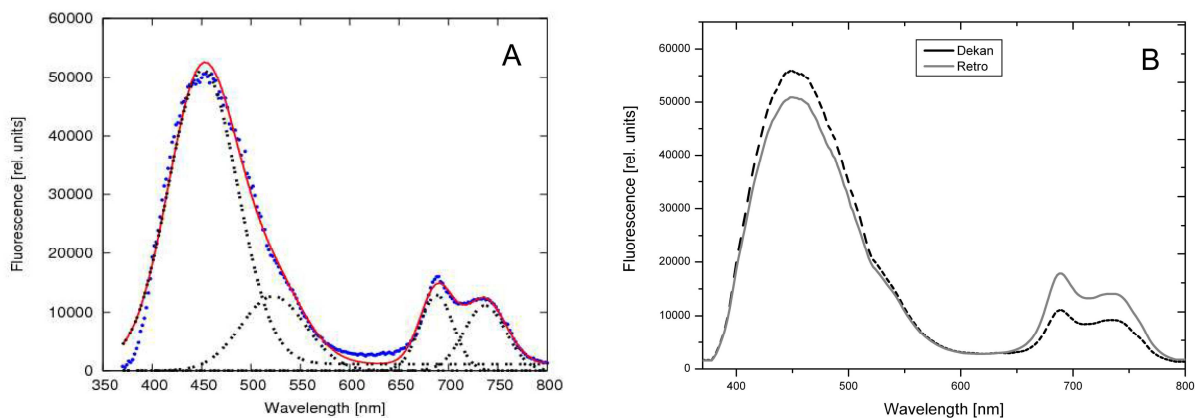 A
60000
50000
40000
30000
20000
10000
0
Fluorescence [rel. units]
350 400 450 500 550 600 650 700 750 800
Wavelength [nm]
B
Dekan
Retro
60000
50000
40000
30000
20000
10000
0
Fluorescence [rel. units]
400 500 600 700 800
Wavelength [nm]